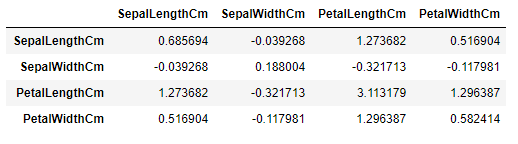 SepalLengthCm SepalWidthCm PetalLengthCm PetalWidthCm
SepalLengthCm 0.685694 -0.039268 1.273682 0.516904
SepalWidthCm -0.039268 0.188004 -0.321713 -0.117981
PetalLengthCm 1.273682 -0.321713 3.113179 1.296387
PetalWidthCm 0.516904 -0.117981 1.296387 0.582414